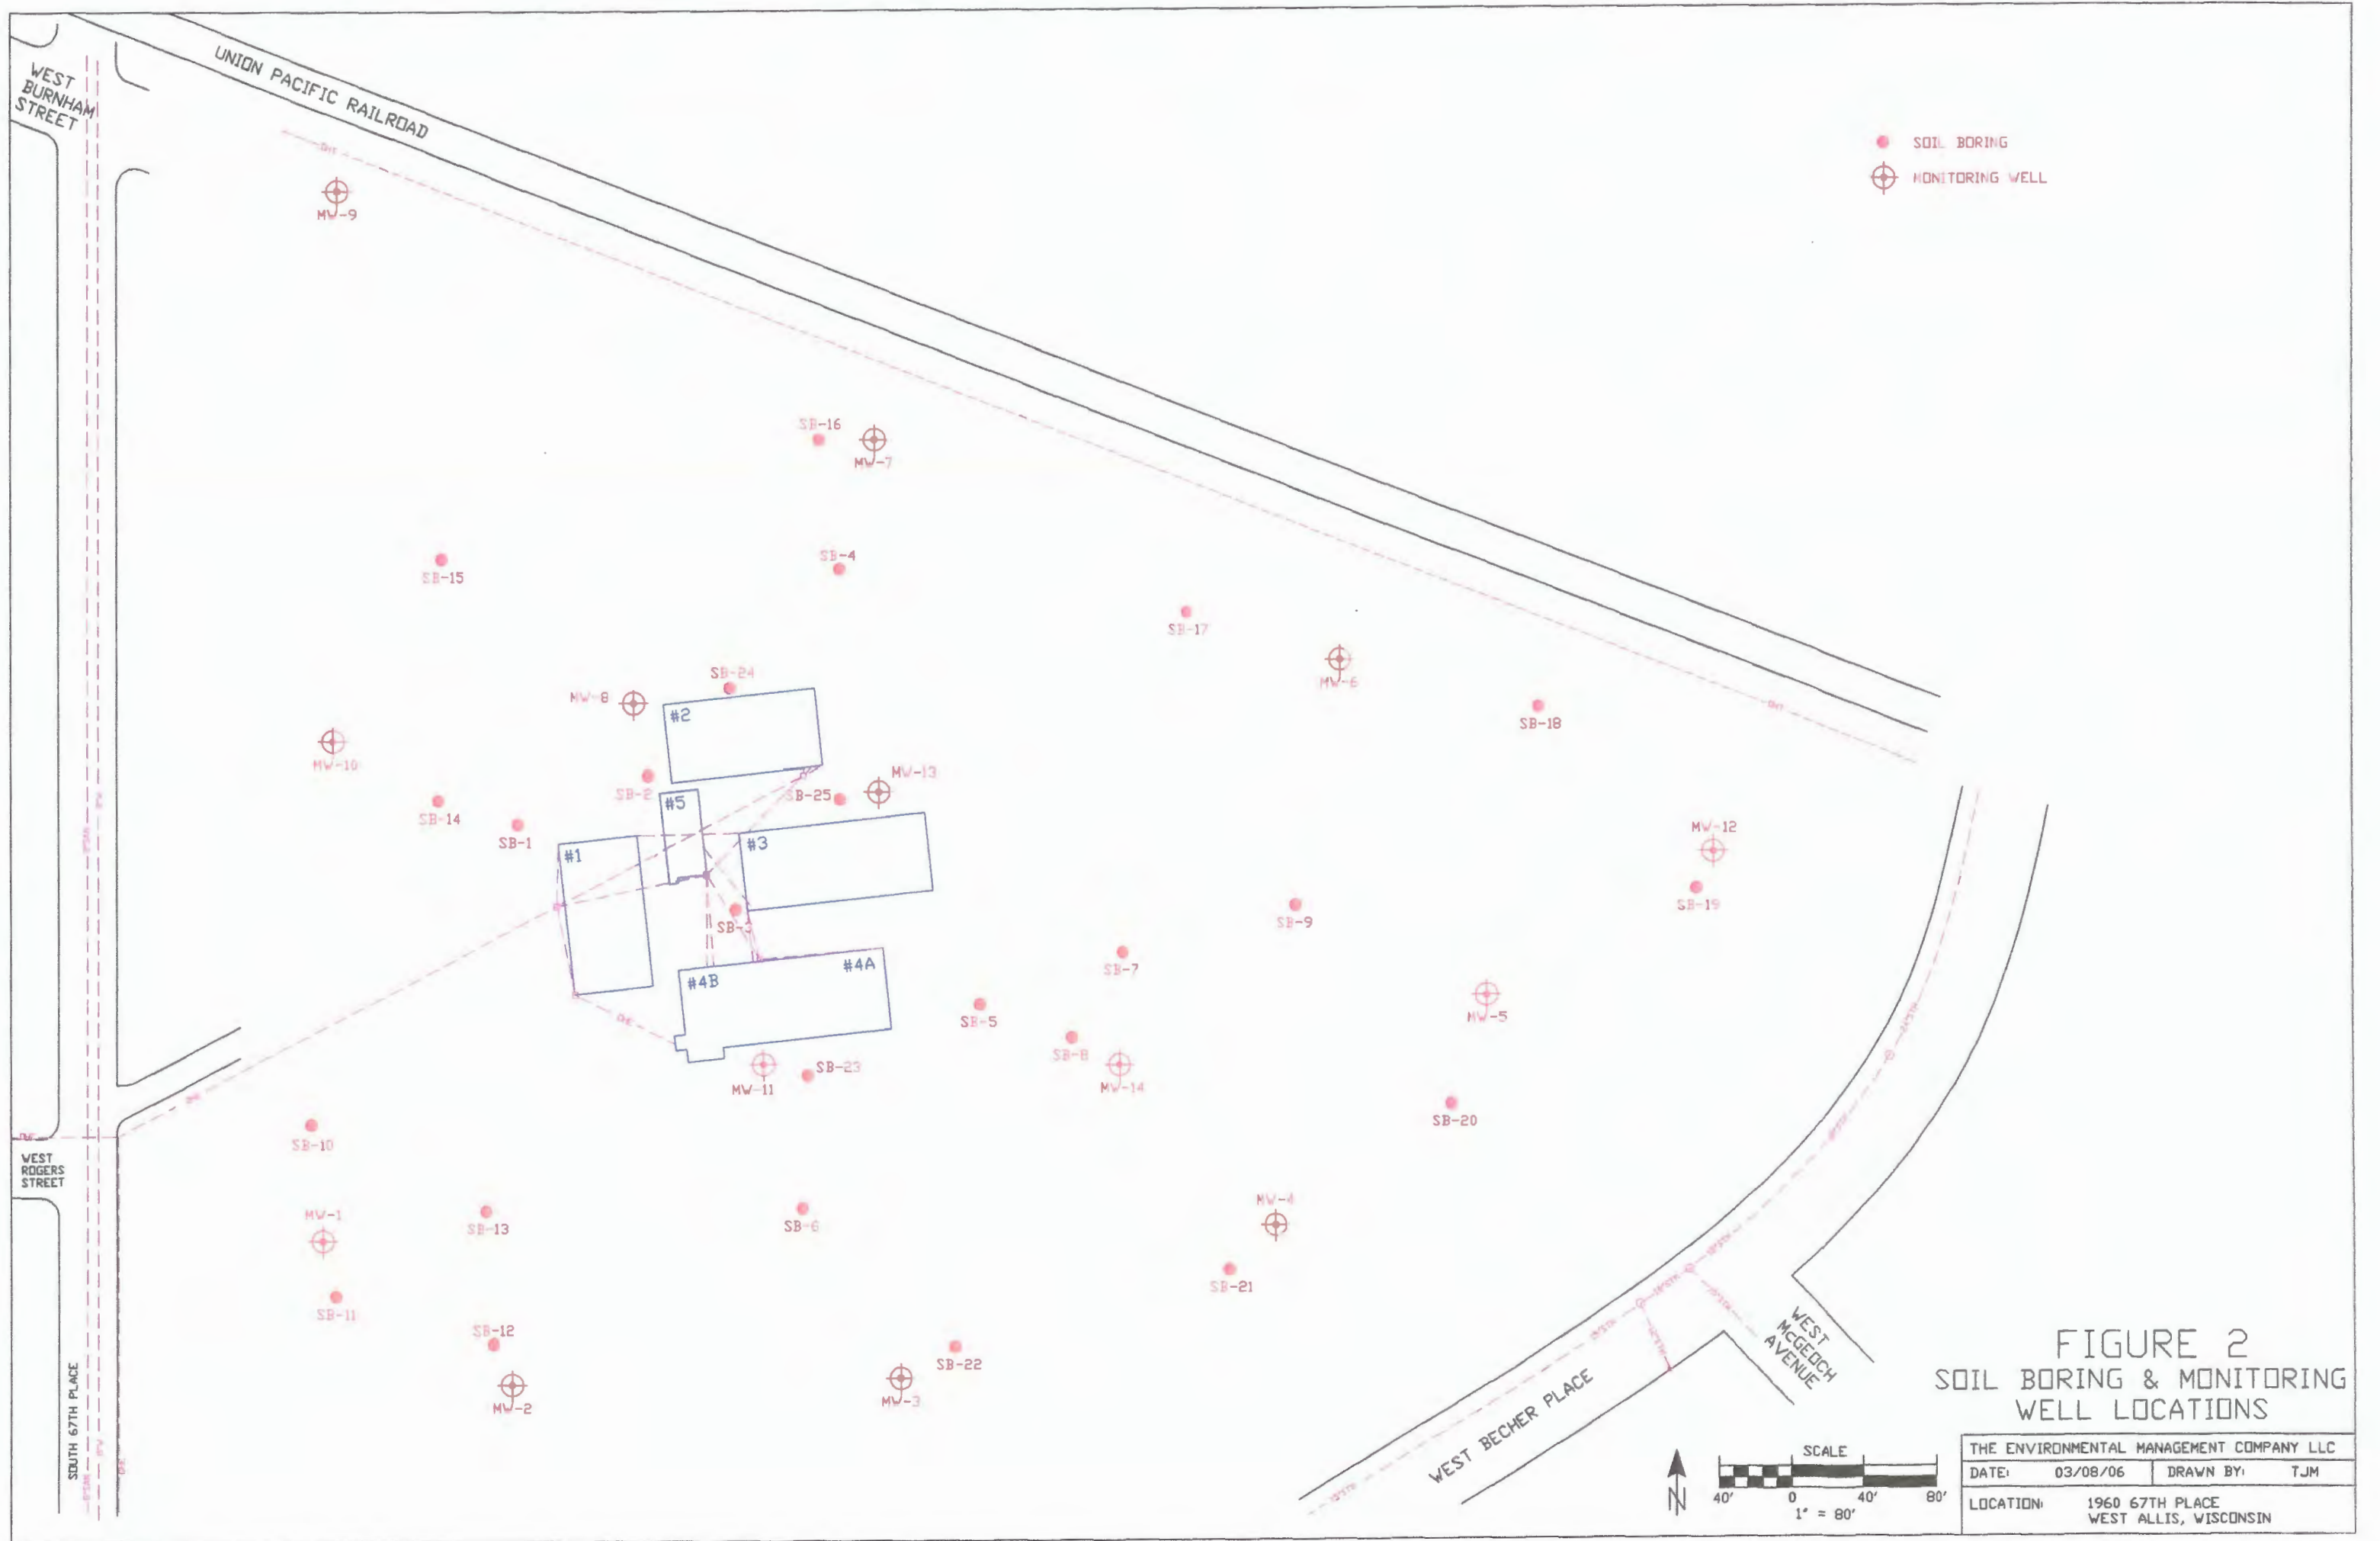 WEST
BURNHAM
STREET
UNION PACIFIC RAILROAD
SOIL BORING
MONITORING WELL
MW-9
SB-16
MW-7
SB-4
SB-15
SB-17
MW-6
SB-24
MW-8
#2
SB-18
MW-10
MW-13
SB-2
#5
SB-25
SB-14
SB-1
MW-12
#1
#3
SB-19
SB-3
SB-9
#4A
#4B
SB-7
SB-5
MW-5
SB-8
SB-23
MW-11
MW-14
SB-20
SB-10
WEST
ROGERS
STREET
MW-1
SB-13
SB-6
MW-4
SB-21
SB-11
SB-12
SB-22
MW-2
MW-3
SOUTH 67TH PLACE
WEST BECHER PLACE
WEST
McGEOCH
AVENUE
FIGURE 2
SOIL BORING & MONITORING
WELL LOCATIONS
SCALE
40' 0 40' 80'
1" = 80'
N
THE ENVIRONMENTAL MANAGEMENT COMPANY LLC
DATE: 03/08/06 DRAWN BY: TJM
LOCATION: 1960 67TH PLACE
WEST ALLIS, WISCONSIN